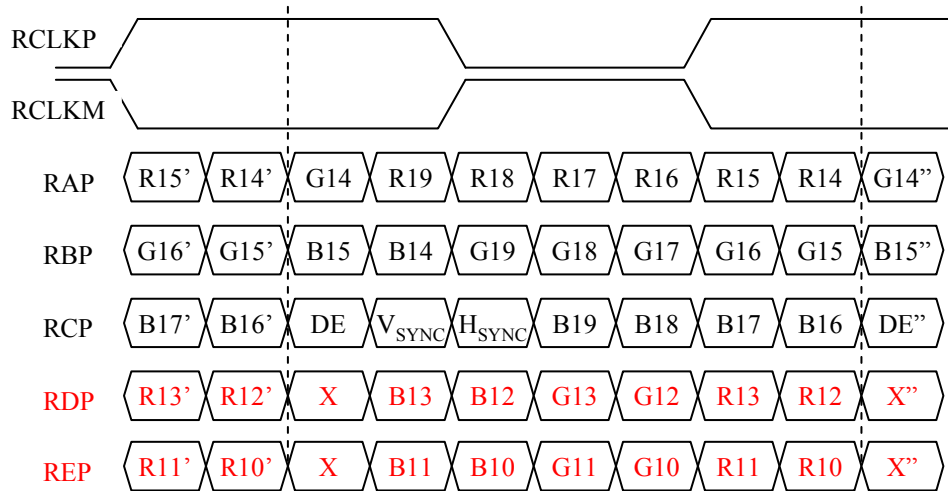 RCLKP
RCLKM
RAP R15’ R14’ G14 R19 R18 R17 R16 R15 R14 G14”
RBP G16’ G15’ B15 B14 G19 G18 G17 G16 G15 B15”
RCP B17’ B16’ DE VSYNC HSYNC B19 B18 B17 B16 DE”
RDP R13’ R12’ X B13 B12 G13 G12 R13 R12 X”
REP R11’ R10’ X B11 B10 G11 G10 R11 R10 X”